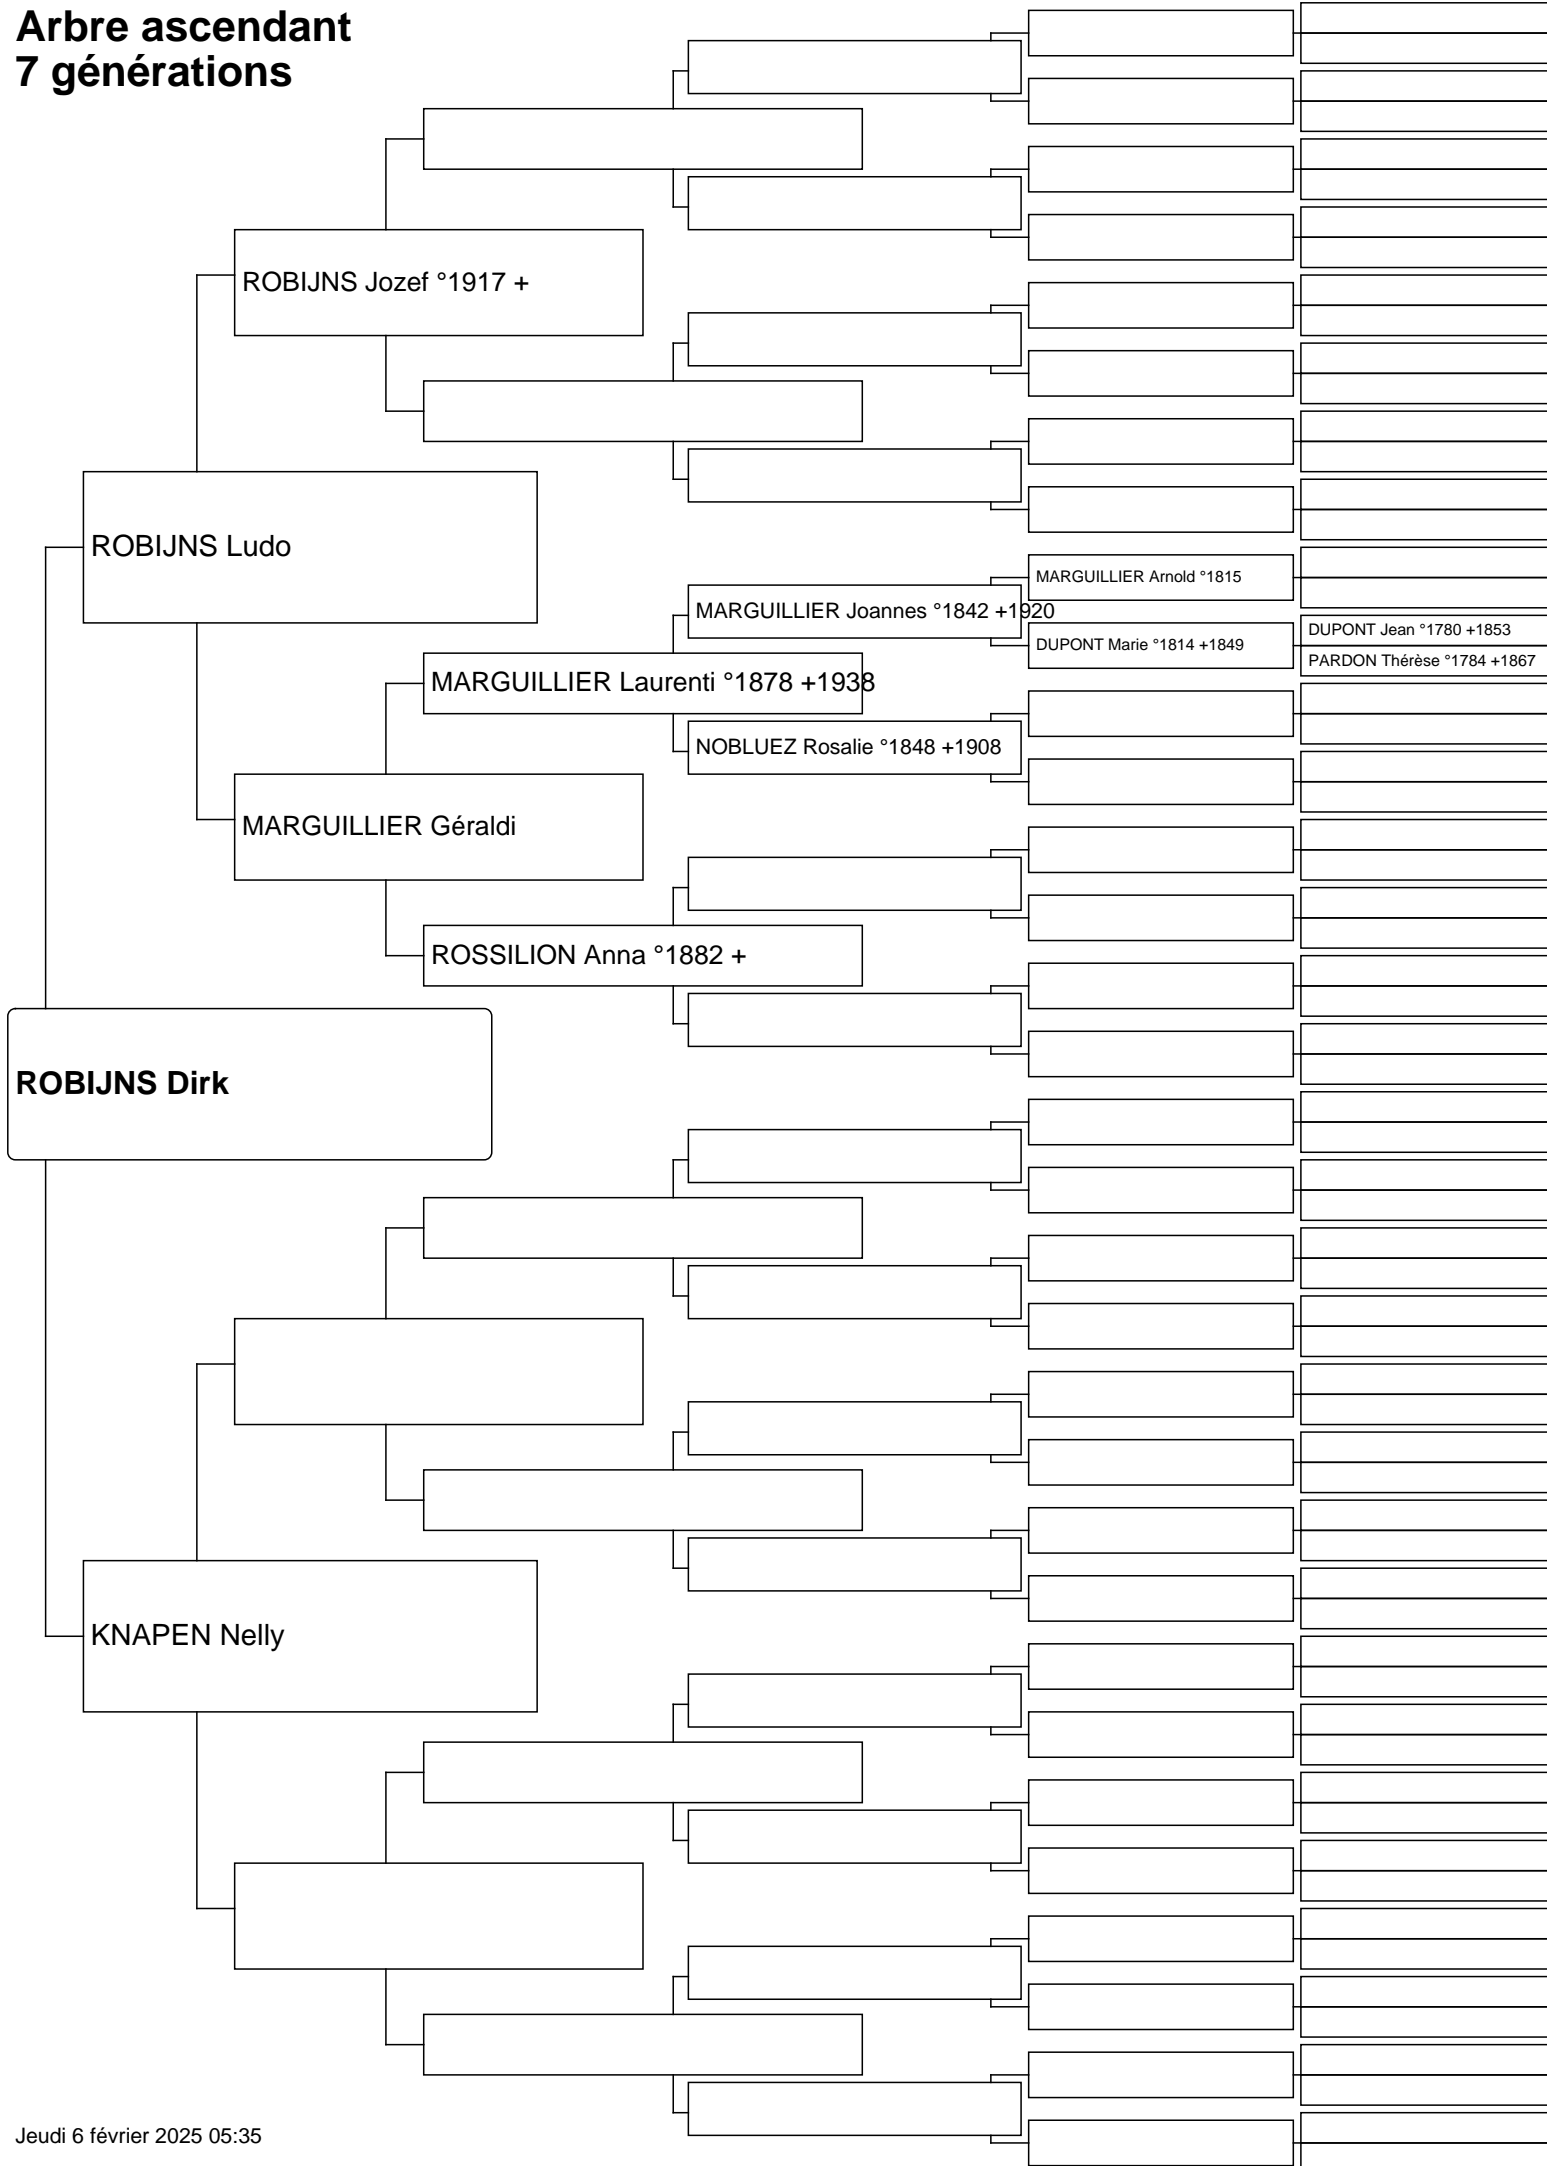 Arbre ascendant
7 générations
ROBIJNS Jozef °1917 +
ROBIJNS Ludo
MARGUILLIER Arnold °1815
MARGUILLIER Joannes °1842 +1920
DUPONT Jean °1780 +1853
DUPONT Marie °1814 +1849
PARDON Thérèse °1784 +1867
MARGUILLIER Laurenti °1878 +1938
NOBLUEZ Rosalie °1848 +1908
MARGUILLIER Géraldi
ROSSILION Anna °1882 +
ROBIJNS Dirk
KNAPEN Nelly
Jeudi 6 février 2025 05:35